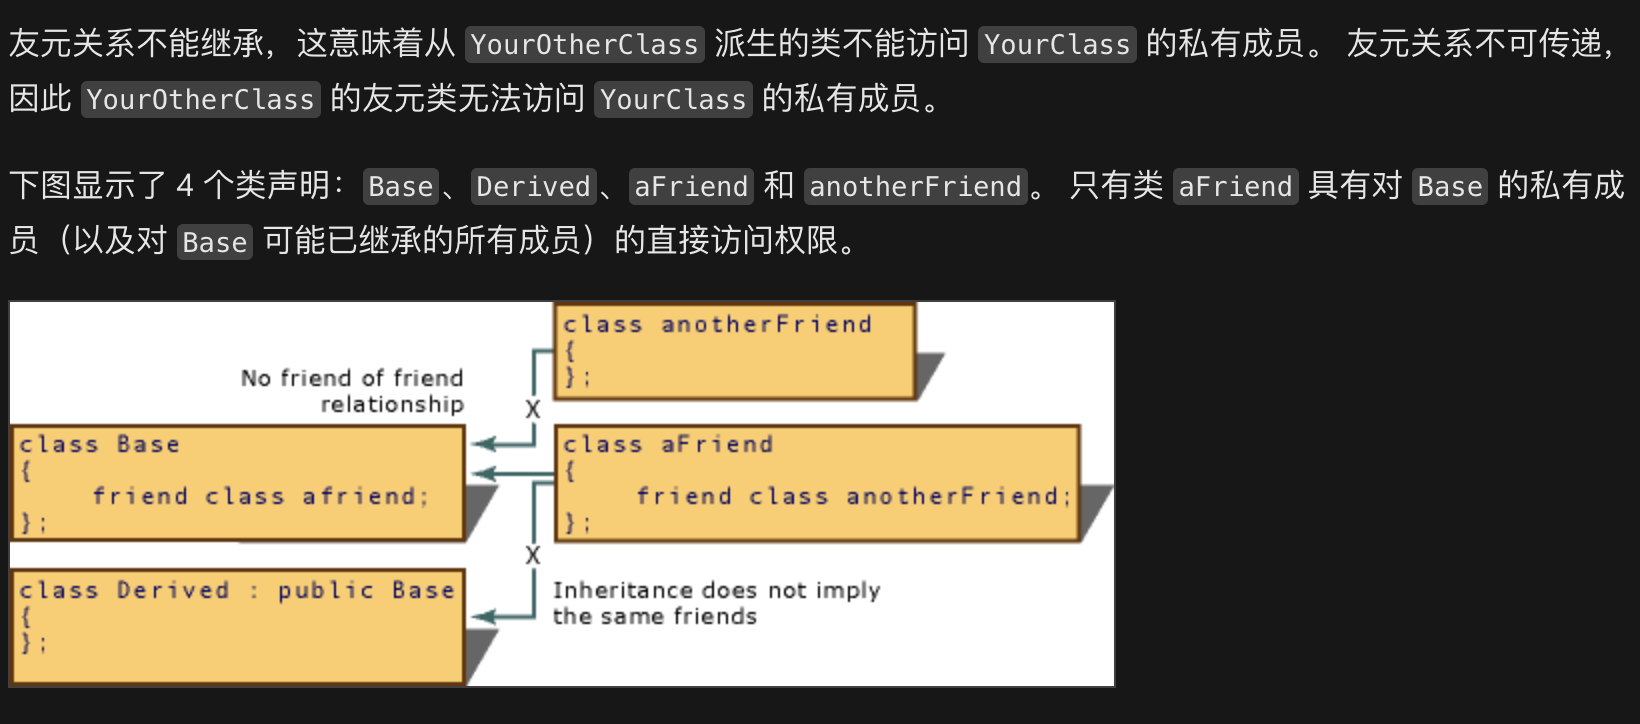 友元关系不能继承，这意味着从 YourOtherClass 派生的类不能访问 YourClass 的私有成员。 友元关系不可传递，
因此 YourOtherClass 的友元类无法访问 YourClass 的私有成员。
下图显示了 4 个类声明：Base、Derived、aFriend 和 anotherFriend。 只有类 aFriend 具有对 Base 的私有成
员（以及对 Base 可能已继承的所有成员）的直接访问权限。
class anotherFriend
{
};
No friend of friend
relationship
X
class Base
{
friend class afriend;
};
class aFriend
{
friend class anotherFriend;
};
X
class Derived : public Base
{
};
Inheritance does not imply
the same friends